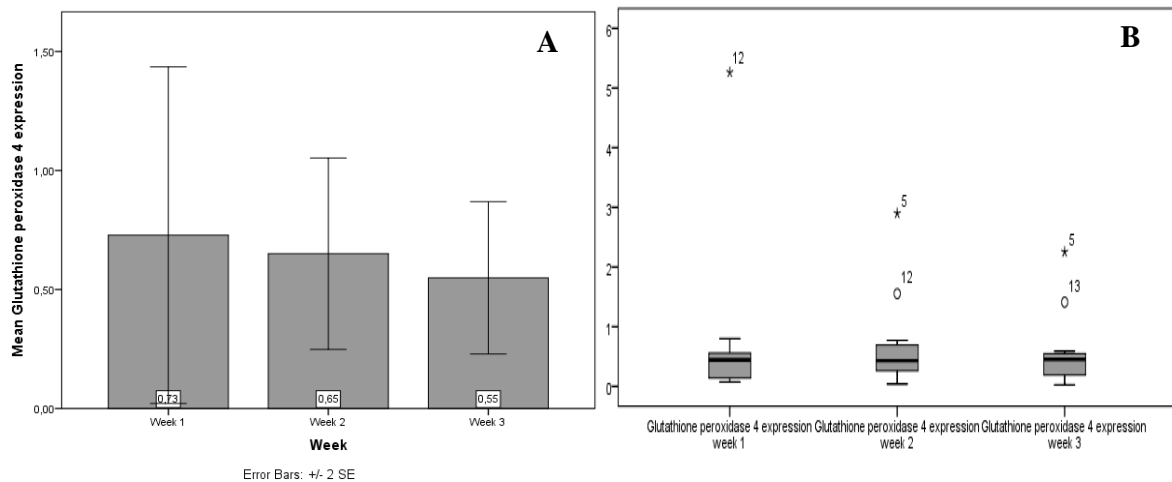 A
Mean Glutathione peroxidase 4 expression
1,50
1,00
0,50
0,00
0,73
0,65
0,55
Week 1
Week 2
Week 3
Week
Error Bars: +/- 2 SE
B
6
5
4
3
2
1
0
12
5
12
5
13
Glutathione peroxidase 4 expression week 1
Glutathione peroxidase 4 expression week 2
Glutathione peroxidase 4 expression week 3